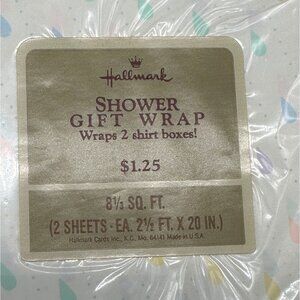 Hallmark
SHOWER
GIFT WRAP
Wraps 2 shirt boxes!
$1.25
8⅓ SQ. FT.
(2 SHEETS - EA. 2½ FT. X 20 IN.)
Hallmark Cards Inc., K.C., Mo. 64141 Made in U.S.A.